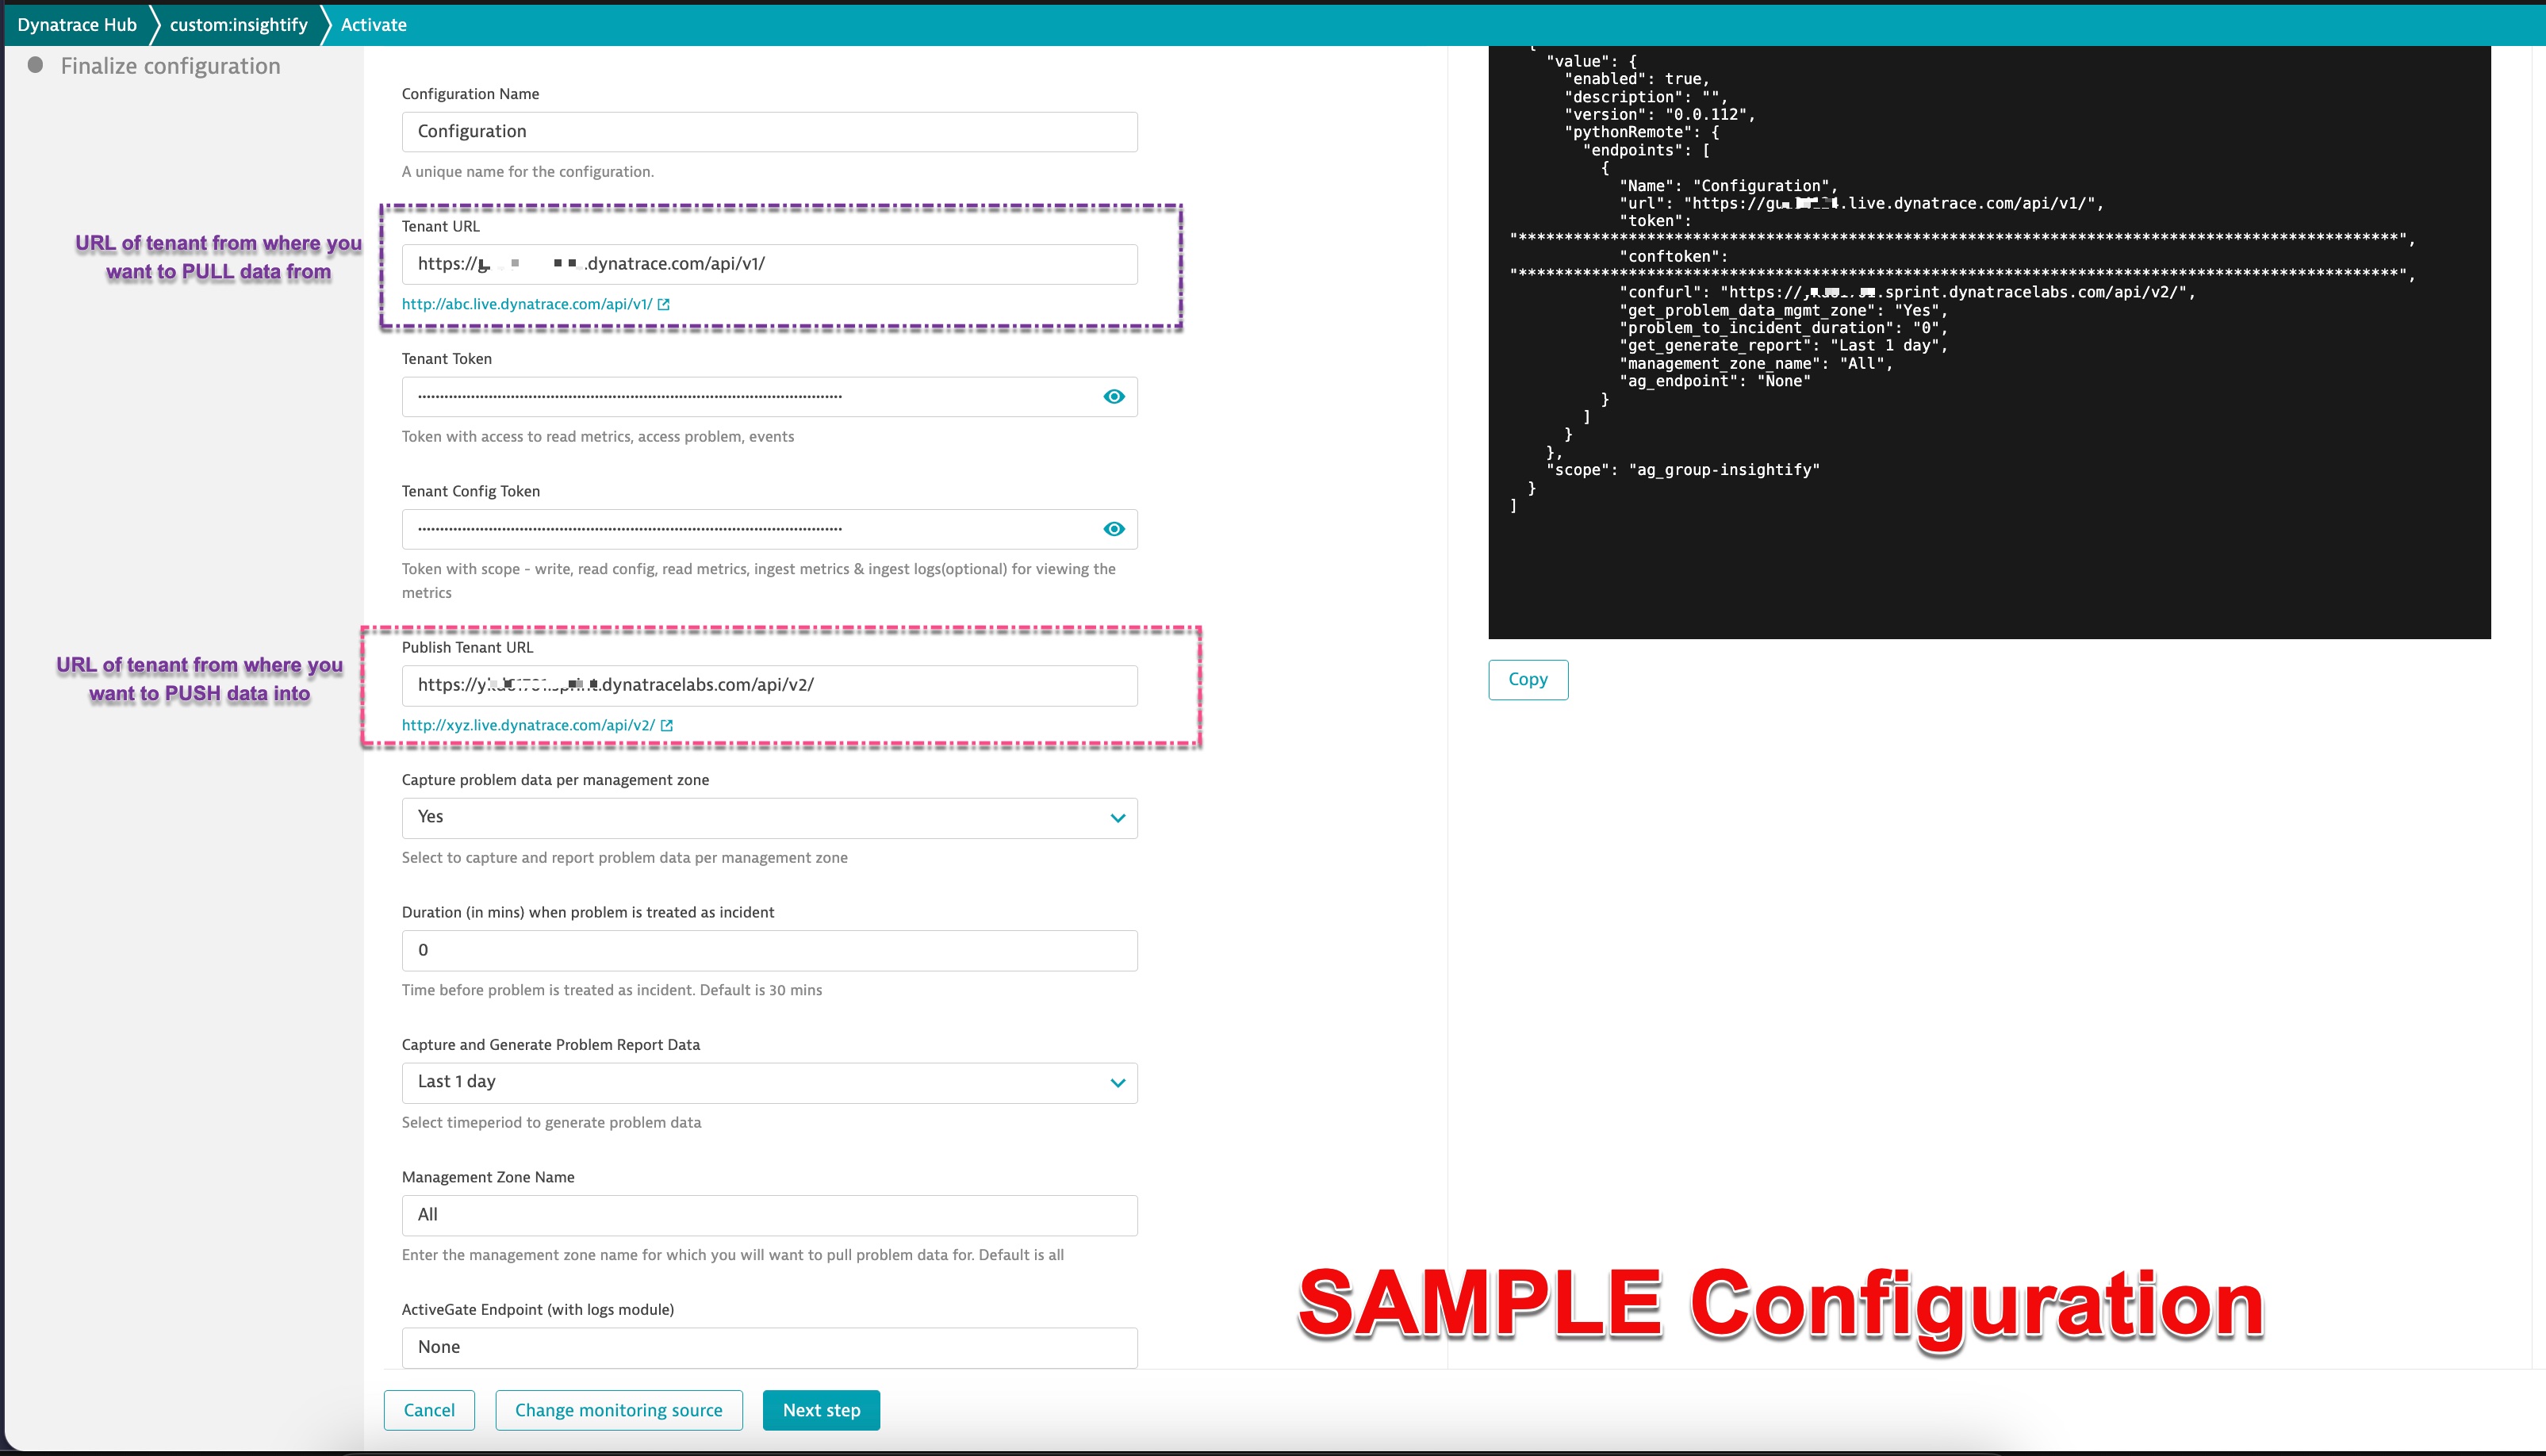 Dynatrace Hub
custom:insightify
Activate
Finalize configuration
Configuration Name
Configuration
A unique name for the configuration.
URL of tenant from where you
want to PULL data from
Tenant URL
.dynatrace.com/api/v1/
http://abc.live.dynatrace.com/api/v1/
Tenant Token
Token with access to read metrics, access problem, events
Tenant Config Token
Token with scope - write, read config, read metrics, ingest metrics & ingest logs(optional) for viewing the
metrics
URL of tenant from where you
want to PUSH data into
Publish Tenant URL
.dynatracelabs.com/api/v2/
http://xyz.live.dynatrace.com/api/v2/
Capture problem data per management zone
Yes
Select to capture and report problem data per management zone
Duration (in mins) when problem is treated as incident
0
Time before problem is treated as incident. Default is 30 mins
Capture and Generate Problem Report Data
Last 1 day
Select timeperiod to generate problem data
Management Zone Name
All
Enter the management zone name for which you will want to pull problem data for. Default is all
ActiveGate Endpoint (with logs module)
None
Cancel
Change monitoring source
Next step
"value": {
"enabled": true,
"description": "",
"version": "0.0.112",
"pythonRemote": {
"endpoints": [
{
"Name": "Configuration",
"url": .live.dynatrace.com/api/v1/",
"token":
"conftoken":
"confurl": .sprint.dynatracelabs.com/api/v2/",
"get_problem_data_mgmt_zone": "Yes",
"problem_to_incident_duration": "0",
"get_generate_report": "Last 1 day",
"management_zone_name": "All",
"ag_endpoint": "None"
}
]
}
},
"scope": "ag_group-insightify"
}
]
Copy
SAMPLE Configuration